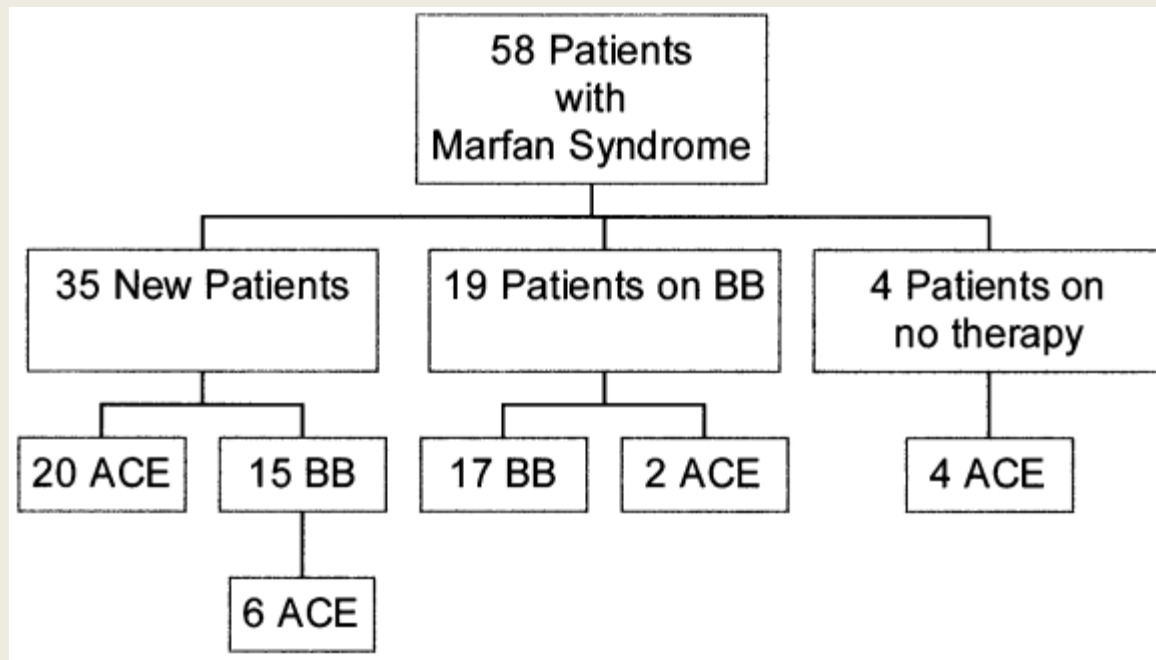 58 Patients
with
Marfan Syndrome
35 New Patients
19 Patients on BB
4 Patients on
no therapy
20 ACE
15 BB
17 BB
2 ACE
4 ACE
6 ACE